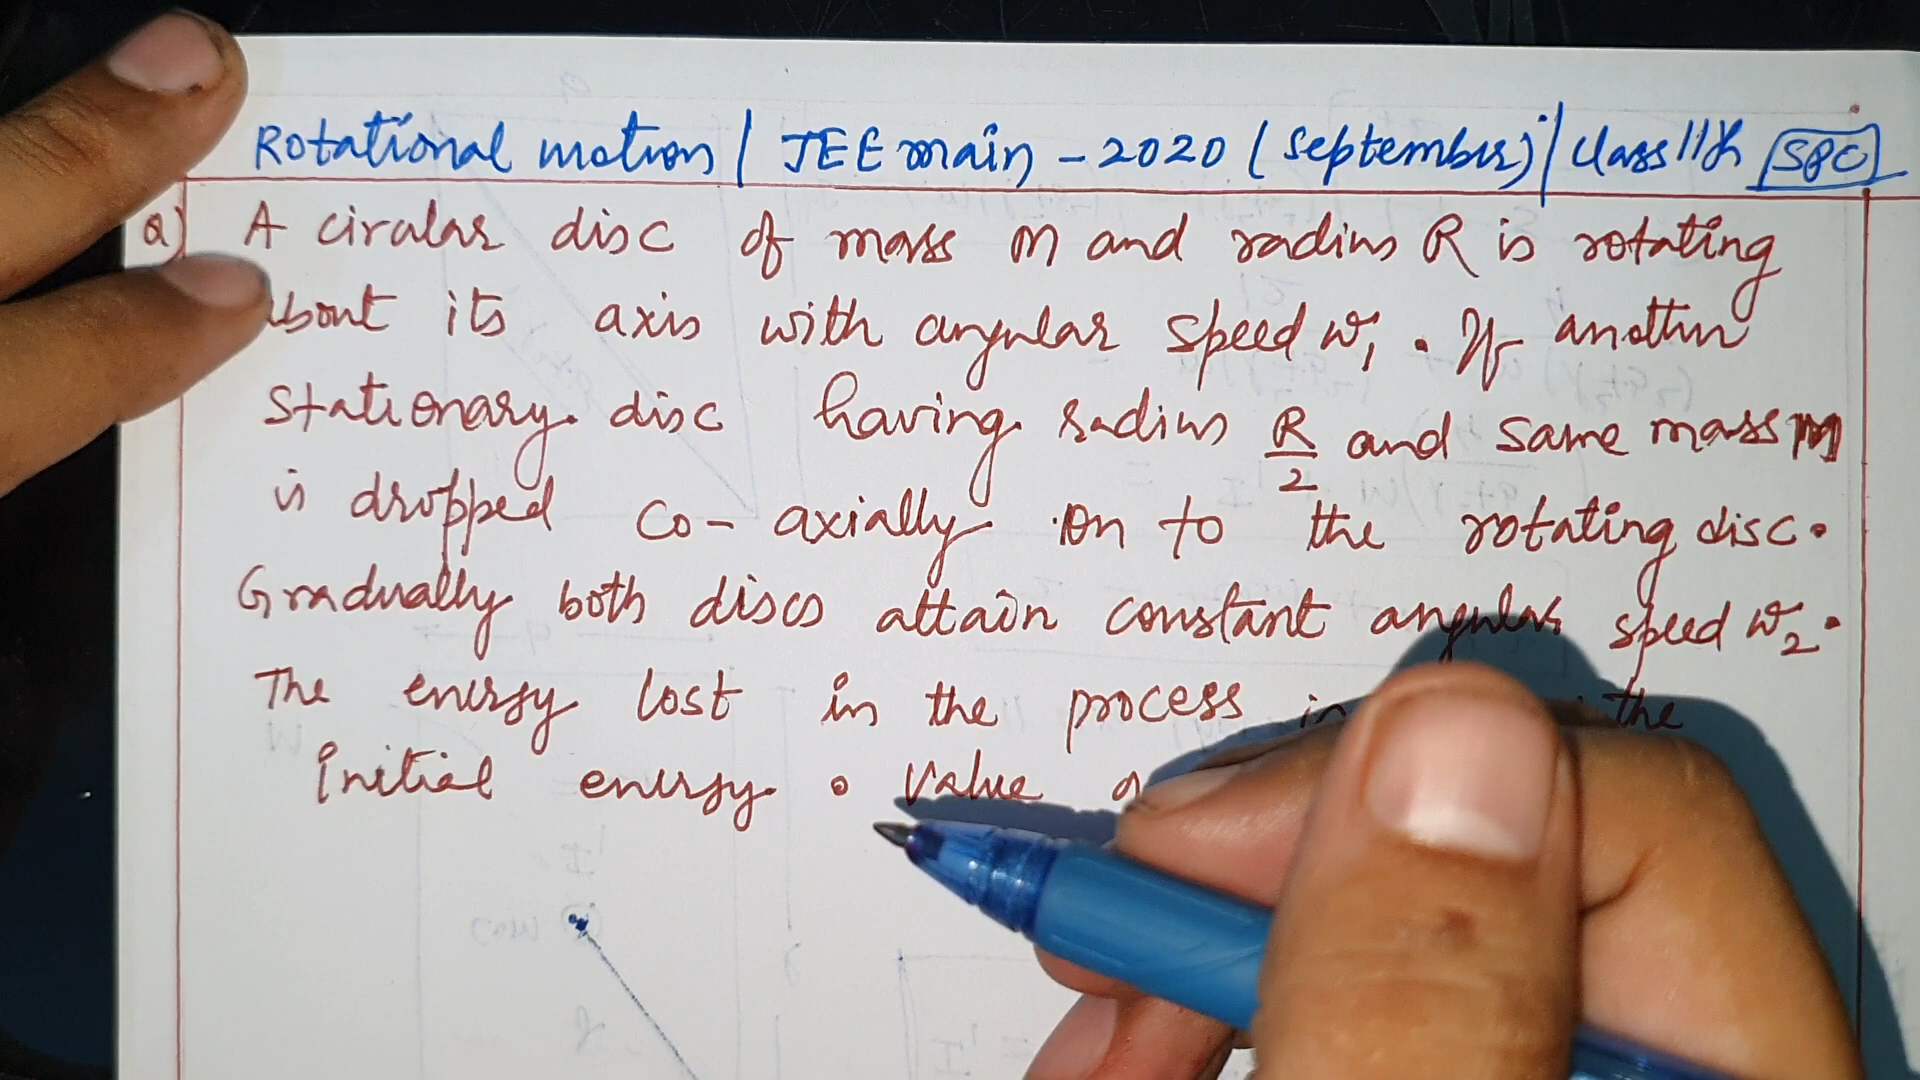 Rotational motion / JEE main - 2020 (September) / Class 11th SPC
Q) A ciralar disc of mass M and radius R is rotating
about its axis with angular speed ω₁. If another
stationary disc having radius R/2 and same mass M
is dropped co-axially on to the rotating disc.
Gradually both discs attain constant angular speed ω₂.
The energy lost in the process the
initial energy. Value